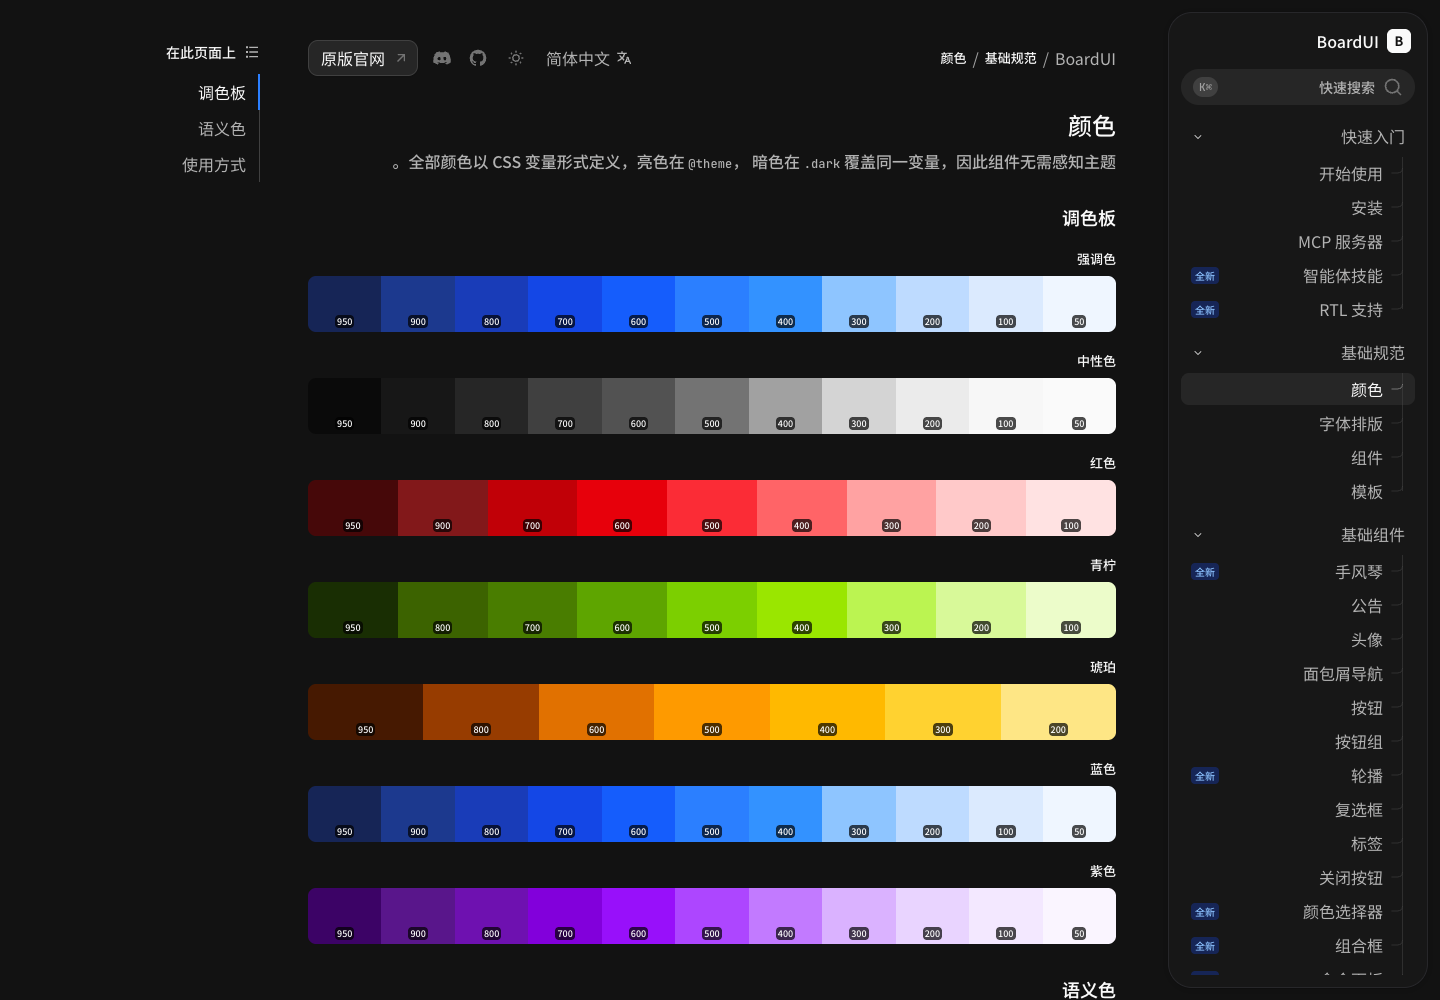 BoardUI B
快速搜索
K⌘
快速入门
开始使用
安装
MCP 服务器
智能体技能 全新
RTL 支持 全新
基础规范
颜色
字体排版
组件
模板
基础组件
手风琴 全新
公告
头像
面包屑导航
按钮
按钮组
轮播 全新
复选框
标签
关闭按钮
颜色选择器 全新
组合框 全新
BoardUI / 基础规范 / 颜色
简体中文
原版官网
颜色
全部颜色以 CSS 变量形式定义，亮色在 @theme， 暗色在 .dark 覆盖同一变量，因此组件无需感知主题。
调色板
强调色
50 100 200 300 400 500 600 700 800 900 950
中性色
50 100 200 300 400 500 600 700 800 900 950
红色
100 200 300 400 500 600 700 900 950
青柠
100 200 300 400 500 600 700 800 950
琥珀
200 300 400 500 600 800 950
蓝色
50 100 200 300 400 500 600 700 800 900 950
紫色
50 100 200 300 400 500 600 700 800 900 950
语义色
在此页面上
调色板
语义色
使用方式